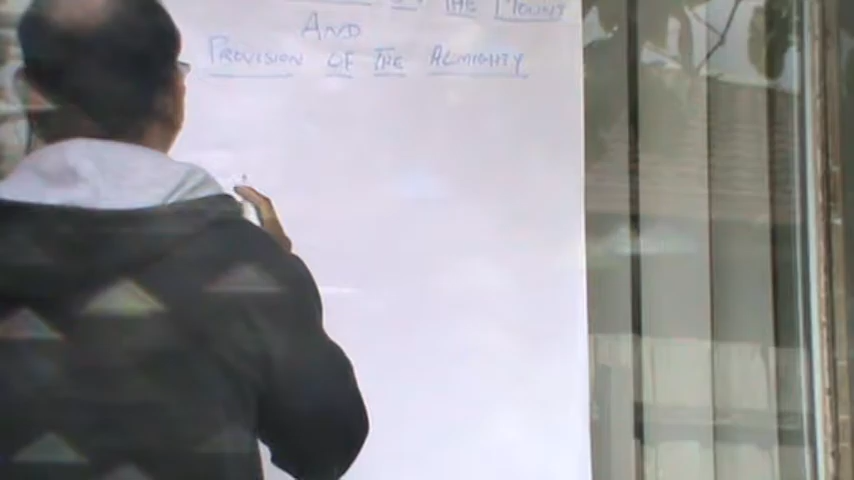 THE MOUNT
AND
PROVISION OF THE ALMIGHTY